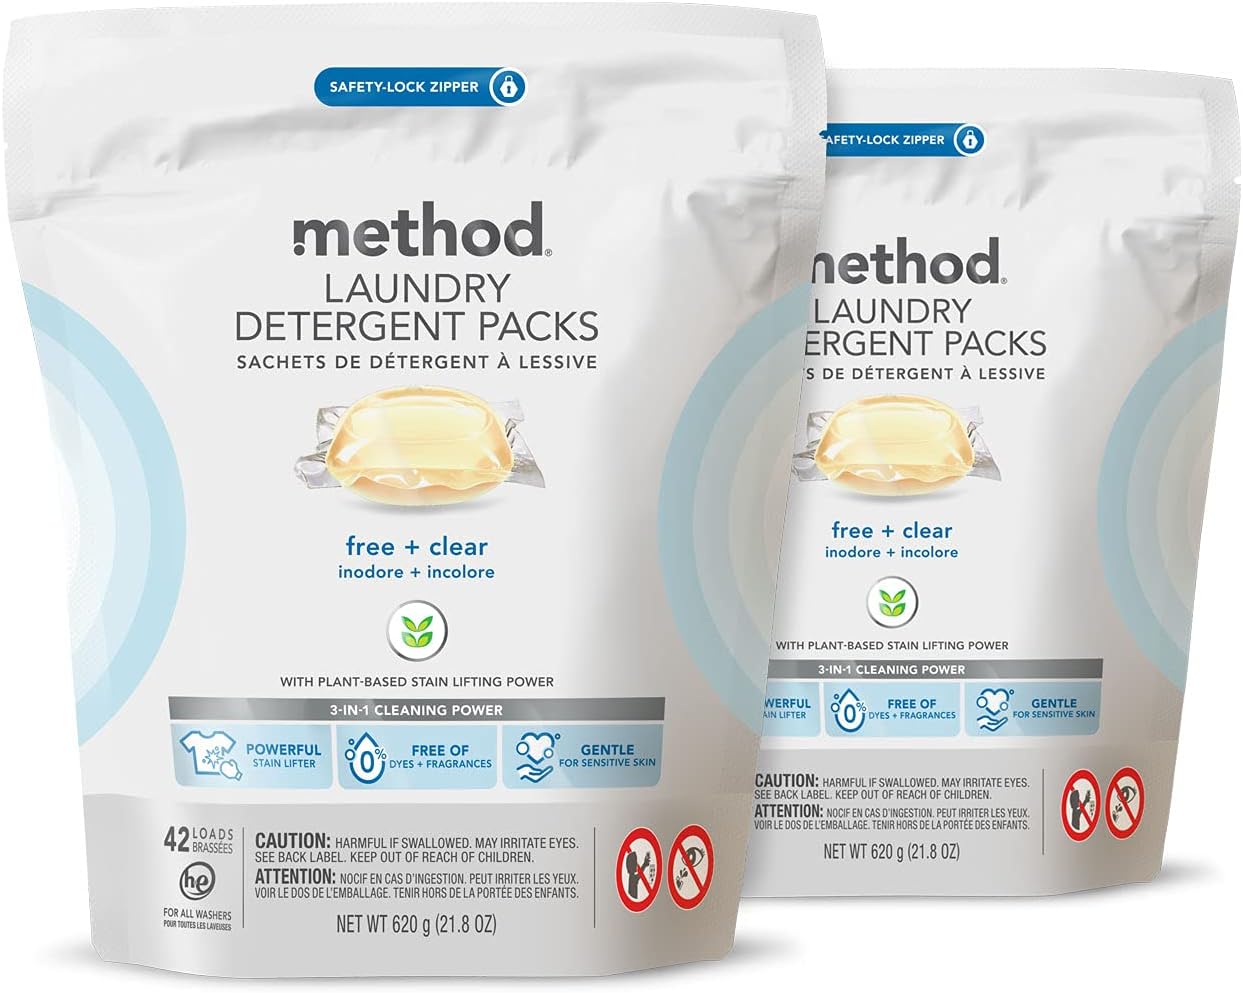 SAFETY-LOCK ZIPPER
method®
LAUNDRY
DETERGENT PACKS
SACHETS DE DÉTERGENT À LESSIVE
free + clear
inodore + incolore
WITH PLANT-BASED STAIN LIFTING POWER
3-IN-1 CLEANING POWER
POWERFUL
STAIN LIFTER
0%
FREE OF
DYES + FRAGRANCES
GENTLE
FOR SENSITIVE SKIN
42 LOADS
BRASSÉES
he
FOR ALL WASHERS
POUR TOUTES LES LAVEUSES
CAUTION: HARMFUL IF SWALLOWED. MAY IRRITATE EYES.
SEE BACK LABEL. KEEP OUT OF REACH OF CHILDREN.
ATTENTION: NOCIF EN CAS D'INGESTION. PEUT IRRITER LES YEUX.
VOIR LE DOS DE L'EMBALLAGE. TENIR HORS DE LA PORTÉE DES ENFANTS.
NET WT 620 g (21.8 OZ)
AFETY-LOCK ZIPPER
method®
LAUNDRY
ERGENT PACKS
S DE DÉTERGENT À LESSIVE
free + clear
inodore + incolore
WITH PLANT-BASED STAIN LIFTING POWER
3-IN-1 CLEANING POWER
WERFUL
AIN LIFTER
0%
FREE OF
DYES + FRAGRANCES
GENTLE
FOR SENSITIVE SKIN
CAUTION: HARMFUL IF SWALLOWED. MAY IRRITATE EYES.
SEE BACK LABEL. KEEP OUT OF REACH OF CHILDREN.
ATTENTION: NOCIF EN CAS D'INGESTION. PEUT IRRITER LES YEUX.
VOIR LE DOS DE L'EMBALLAGE. TENIR HORS DE LA PORTÉE DES ENFANTS.
NET WT 620 g (21.8 OZ)